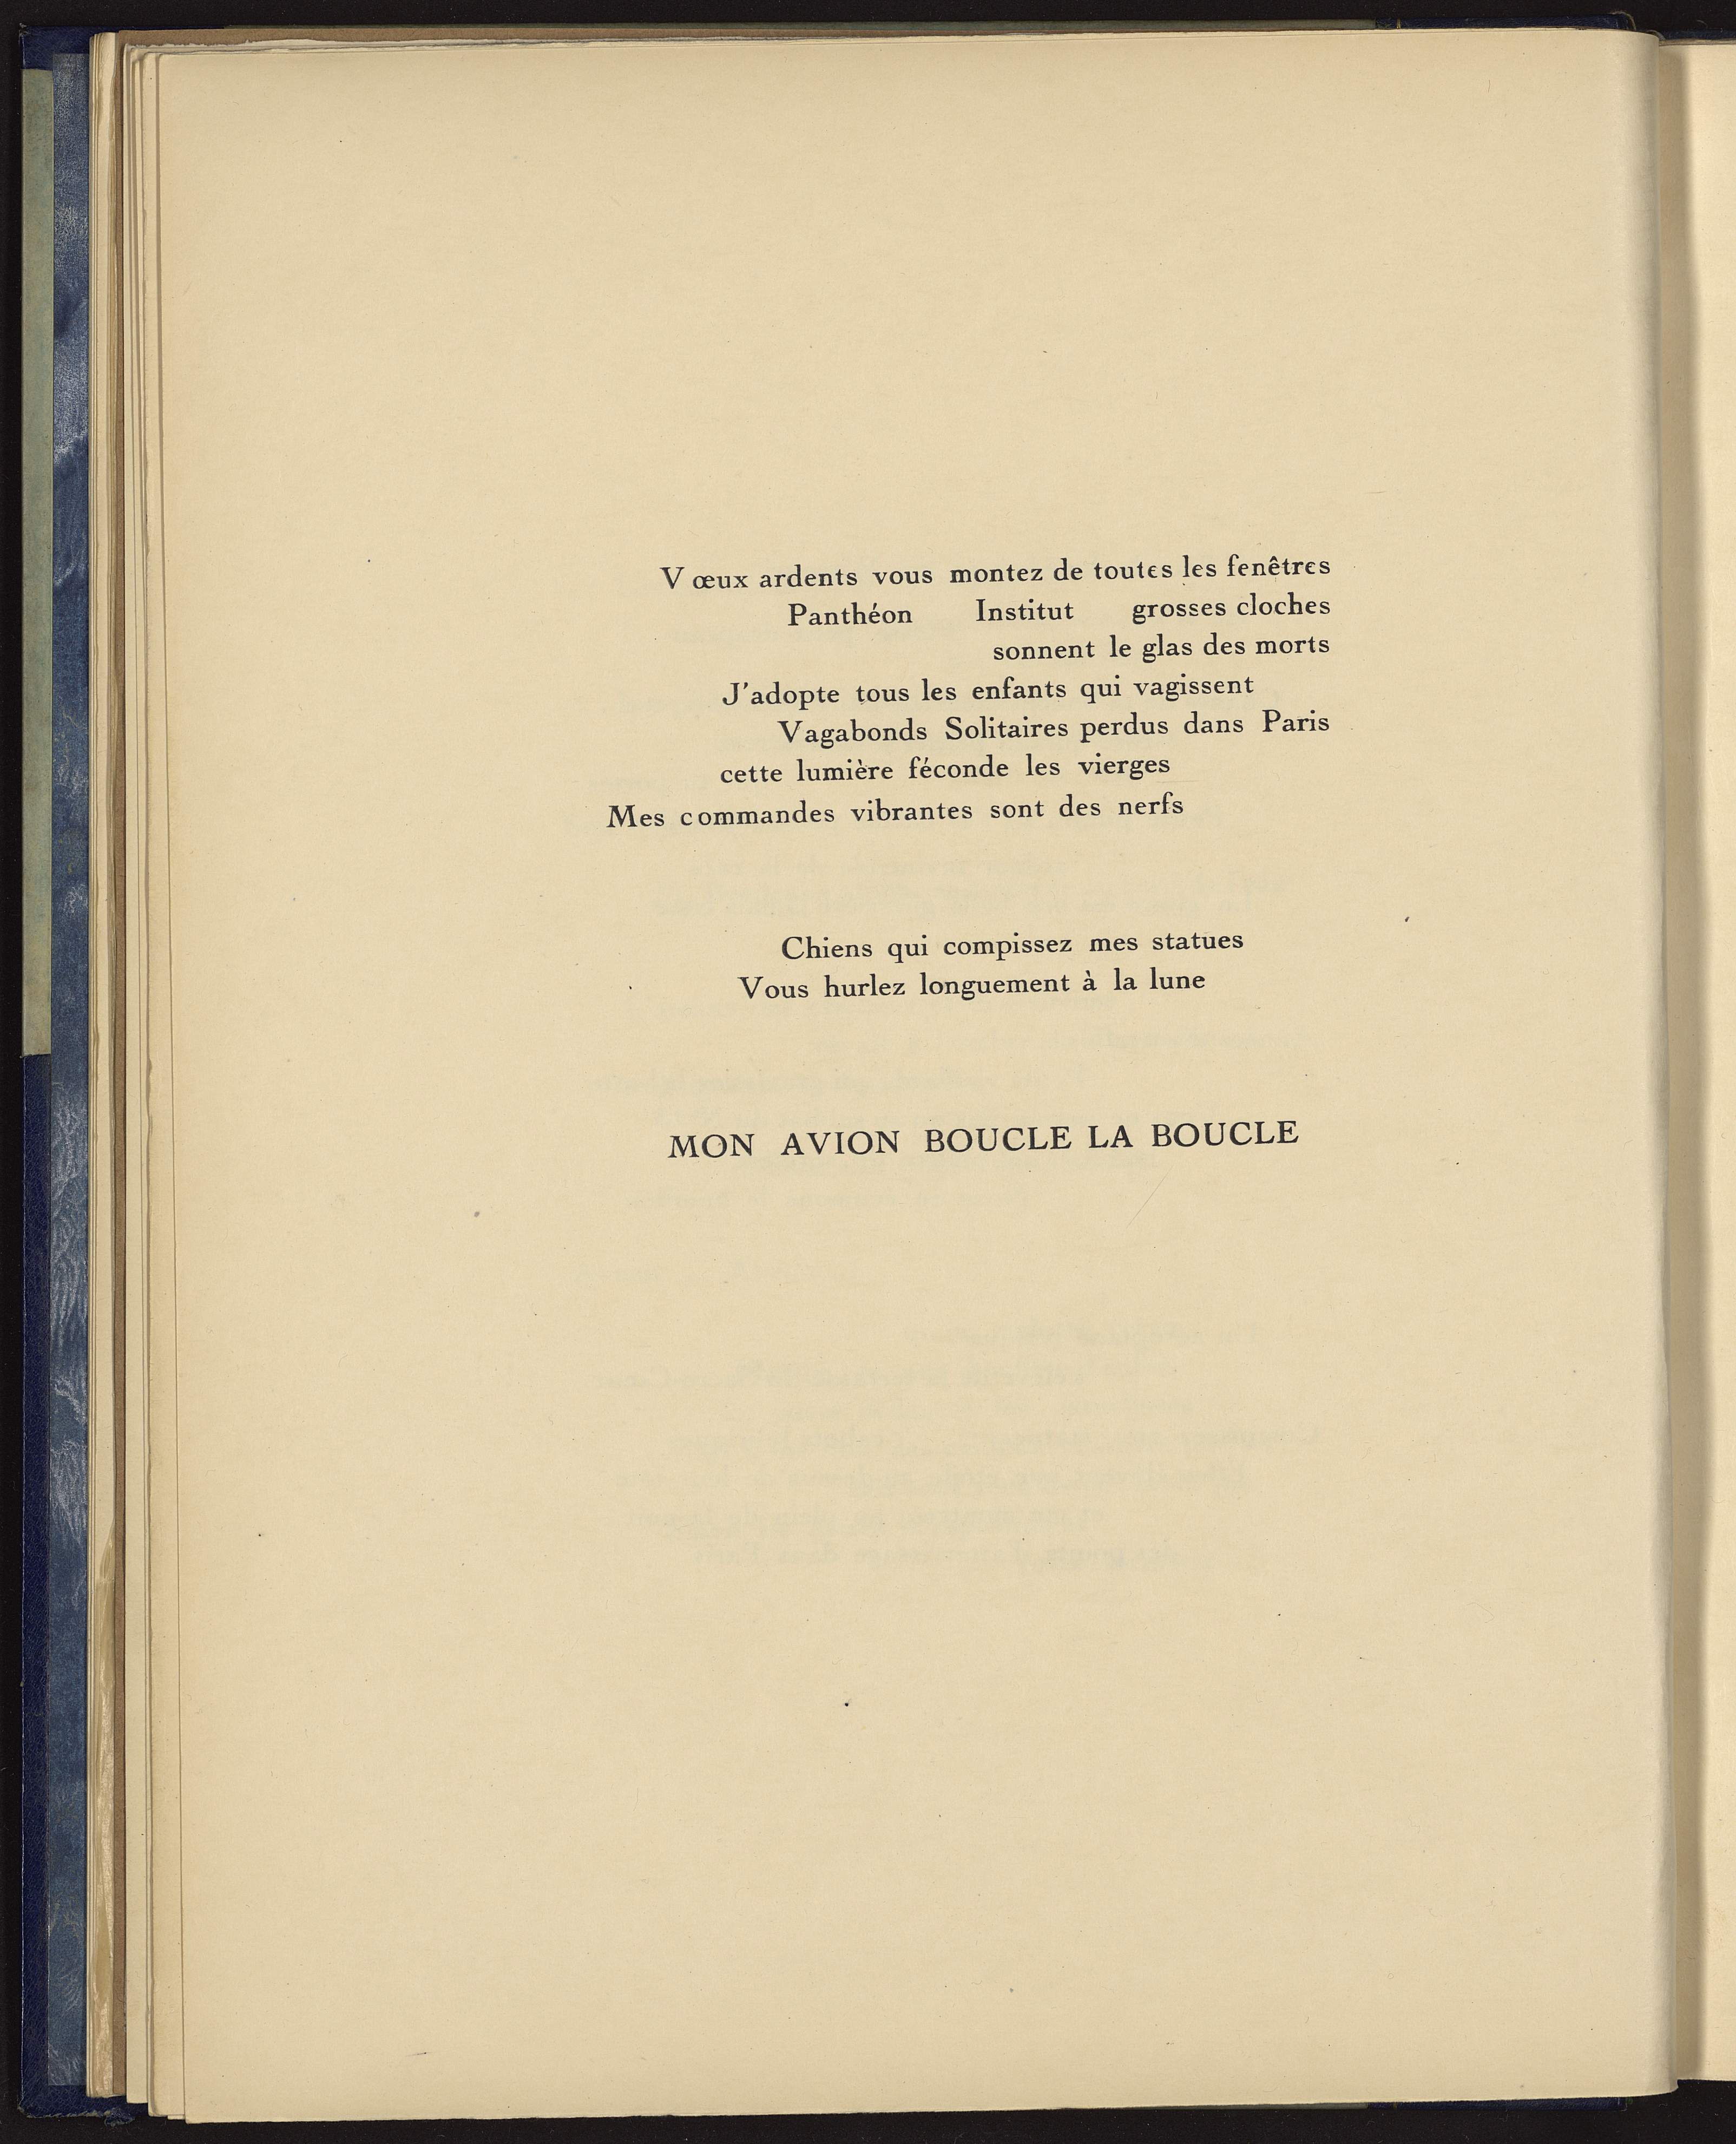 Vœux ardents vous montez de toutes les fenêtres
Panthéon Institut grosses cloches
sonnent le glas des morts
J'adopte tous les enfants qui vagissent
Vagabonds Solitaires perdus dans Paris
cette lumière féconde les vierges
Mes commandes vibrantes sont des nerfs
Chiens qui compissez mes statues
Vous hurlez longuement à la lune
MON AVION BOUCLE LA BOUCLE